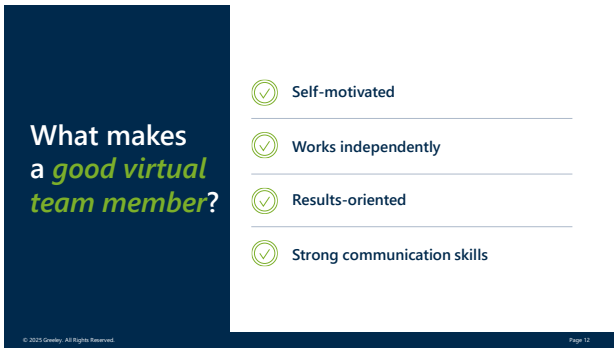 What makes
a good virtual
team member?
Self-motivated
Works independently
Results-oriented
Strong communication skills
© 2025 Greeley. All Rights Reserved.
Page 12